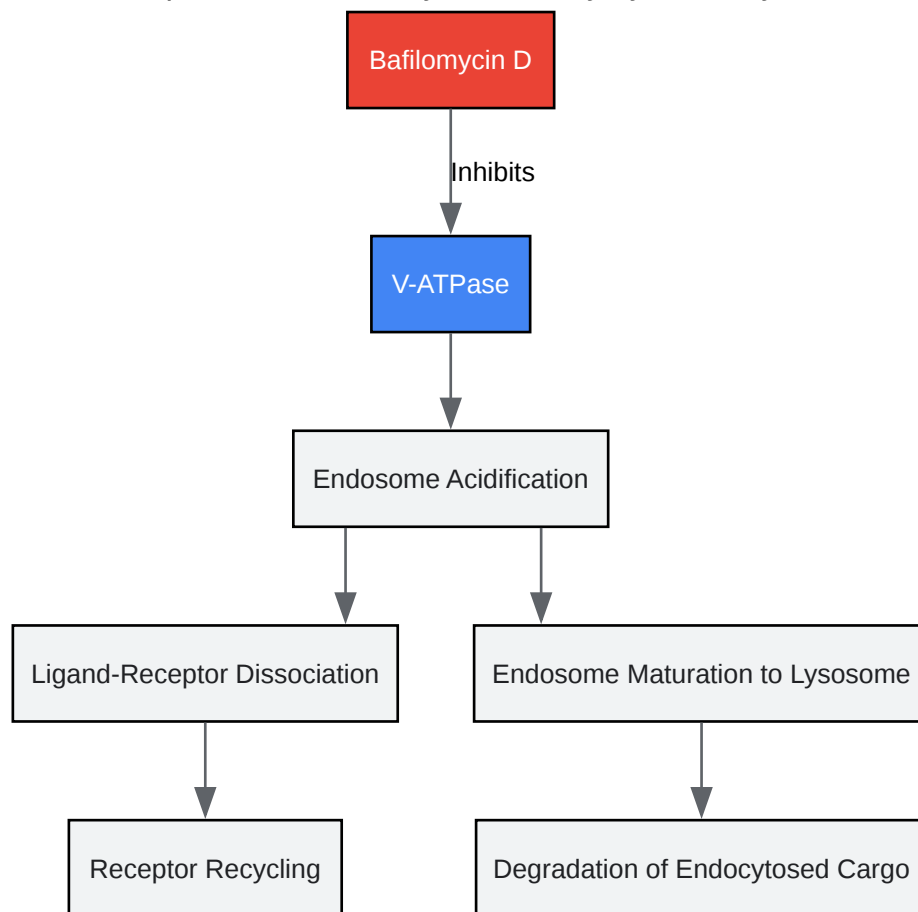 Bafilomycin D
Inhibits
V-ATPase
Endosome Acidification
Ligand-Receptor Dissociation
Endosome Maturation to Lysosome
Receptor Recycling
Degradation of Endocytosed Cargo